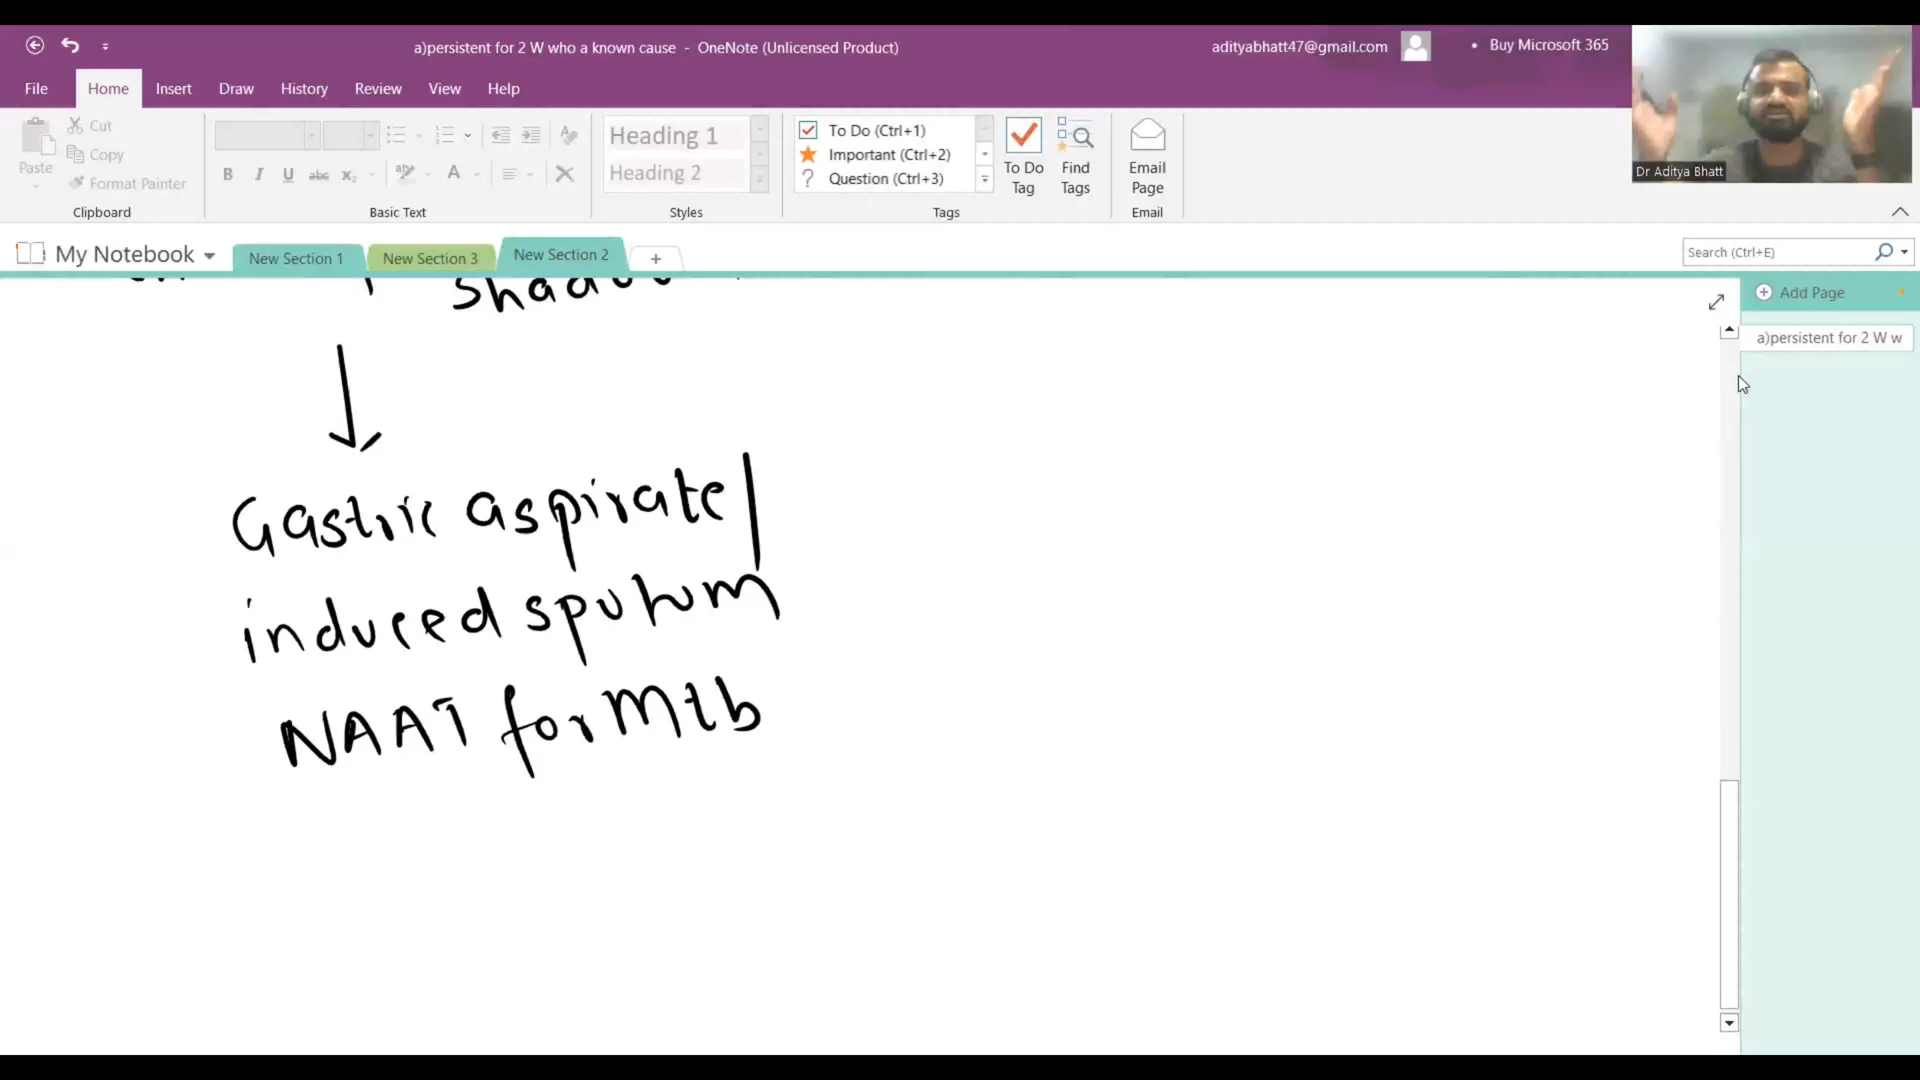 a)persistent for 2 W who a known cause - OneNote (Unlicensed Product)
adityabhatt47@gmail.com
• Buy Microsoft 365
File Home Insert Draw History Review View Help
Paste
Cut
Copy
Format Painter
Clipboard
B I U abc X₂ A
Basic Text
Heading 1
Heading 2
Styles
To Do (Ctrl+1)
Important (Ctrl+2)
? Question (Ctrl+3)
Tags
To Do
Tag
Find
Tags
Email
Page
Email
Dr Aditya Bhatt
My Notebook
New Section 1
New Section 3
New Section 2
+
Search (Ctrl+E)
Add Page
a)persistent for 2 W w
Gastric aspirate/
induced sputum
NAAT for Mtb